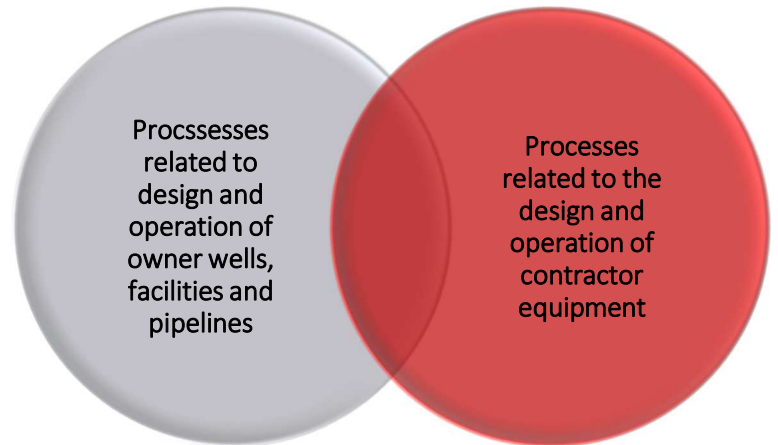 Procssesses
related to
design and
operation of
owner wells,
facilities and
pipelines
Processes
related to the
design and
operation of
contractor
equipment